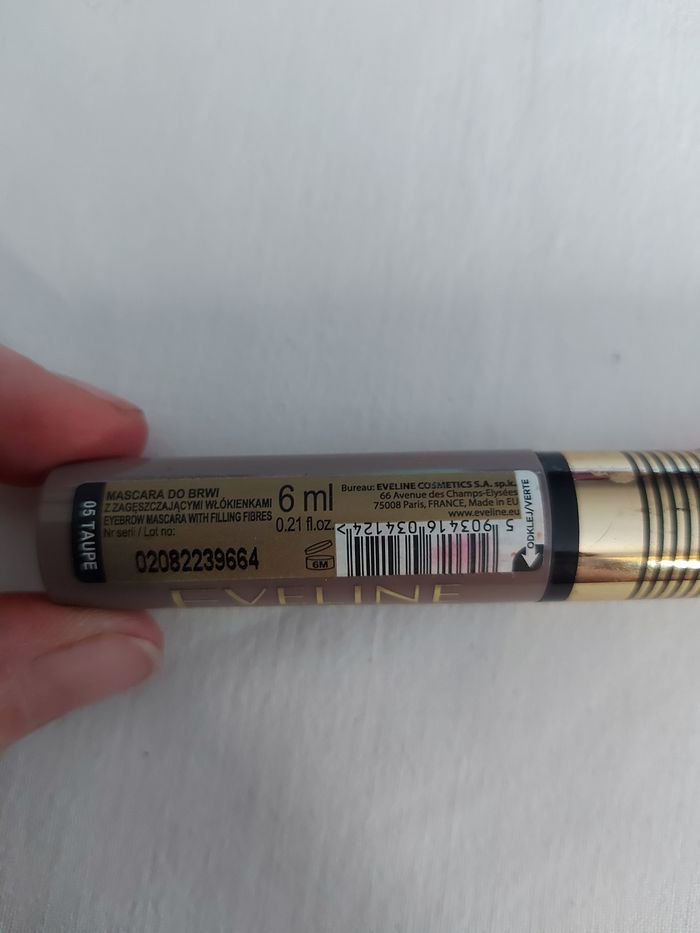 05 TAUPE
MASCARA DO BRWI
Z ZAGĘSZCZAJĄCYMI WŁÓKIENKAMI
EYEBROW MASCARA WITH FILLING FIBRES
Nr serii / Lot no:
02082239664
6 ml
0.21 fl.oz.
6M
Bureau: EVELINE COSMETICS S.A. sp.k.
66 Avenue des Champs-Elysées
75008 Paris, FRANCE, Made in EU
www.eveline.eu
5 903416 034124 >
ODKLEJ/VERTE
EVELINE